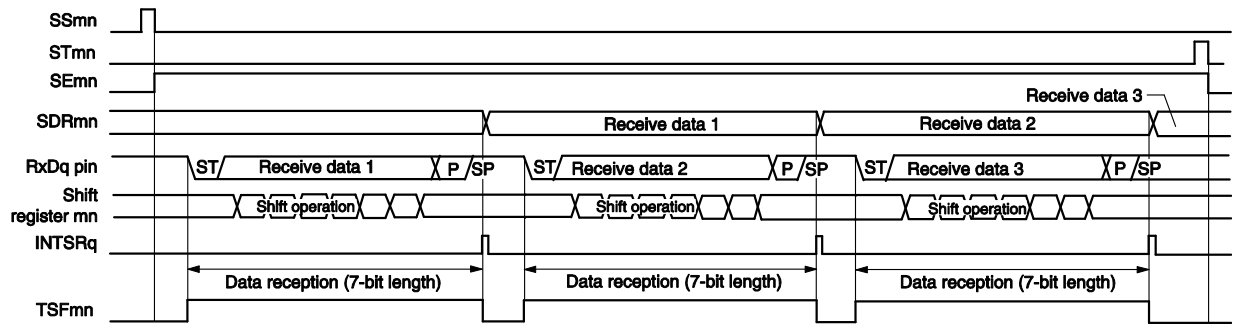 SSmn
STmn
SEmn
Receive data 3
SDRmn Receive data 1 Receive data 2
RxDq pin ST Receive data 1 P SP ST Receive data 2 P SP ST Receive data 3 P SP
Shift
register mn Shift operation Shift operation Shift operation
INTSRq
Data reception (7-bit length) Data reception (7-bit length) Data reception (7-bit length)
TSFmn